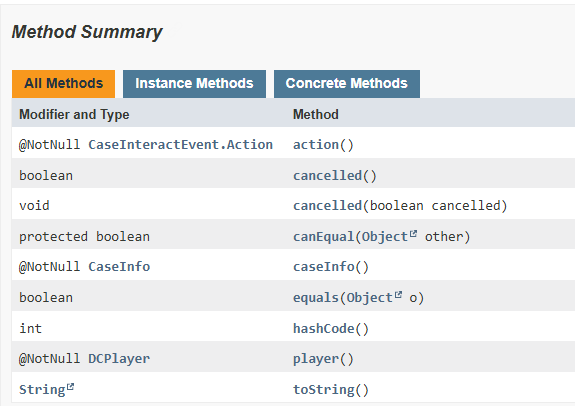 Method Summary
All Methods Instance Methods Concrete Methods
Modifier and Type Method
@NotNull CaseInteractEvent.Action action()
boolean cancelled()
void cancelled(boolean cancelled)
protected boolean canEqual(Object other)
@NotNull CaseInfo caseInfo()
boolean equals(Object o)
int hashCode()
@NotNull DCPlayer player()
String toString()